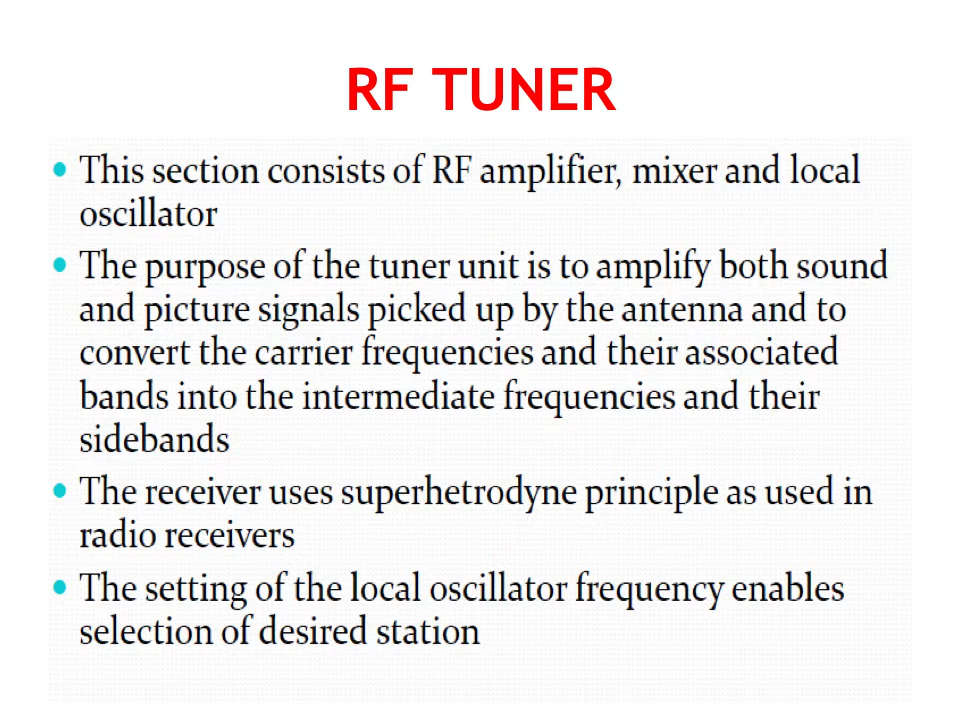 RF TUNER
• This section consists of RF amplifier, mixer and local
oscillator
• The purpose of the tuner unit is to amplify both sound
and picture signals picked up by the antenna and to
convert the carrier frequencies and their associated
bands into the intermediate frequencies and their
sidebands
• The receiver uses superhetrodyne principle as used in
radio receivers
• The setting of the local oscillator frequency enables
selection of desired station